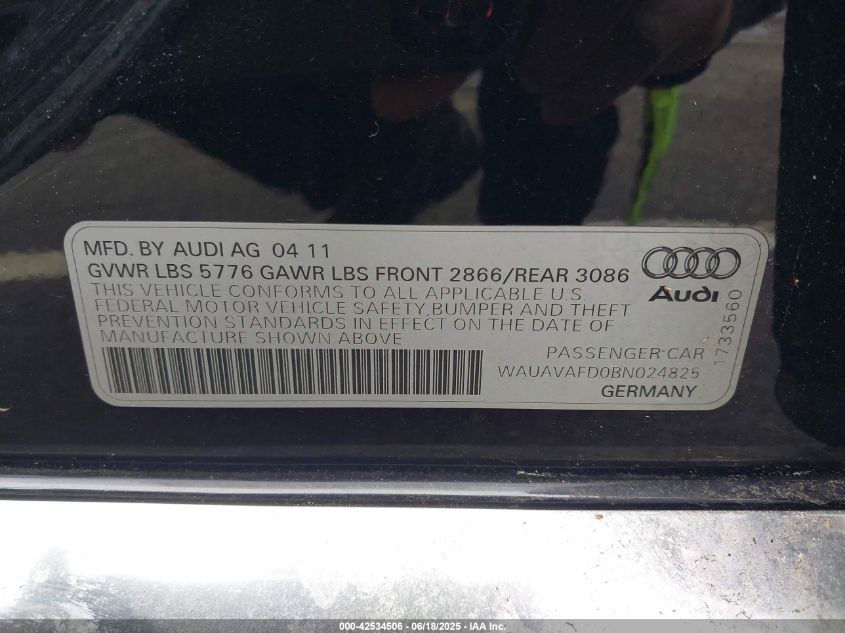 MFD. BY AUDI AG 04 11
GVWR LBS 5776 GAWR LBS FRONT 2866/REAR 3086
THIS VEHICLE CONFORMS TO ALL APPLICABLE U.S.
FEDERAL MOTOR VEHICLE SAFETY,BUMPER AND THEFT
PREVENTION STANDARDS IN EFFECT ON THE DATE OF
MANUFACTURE SHOWN ABOVE
PASSENGER CAR
WAUAVAFD0BN024825
GERMANY
Audi
1733560
000-42534506 - 06/18/2025 - IAA Inc.